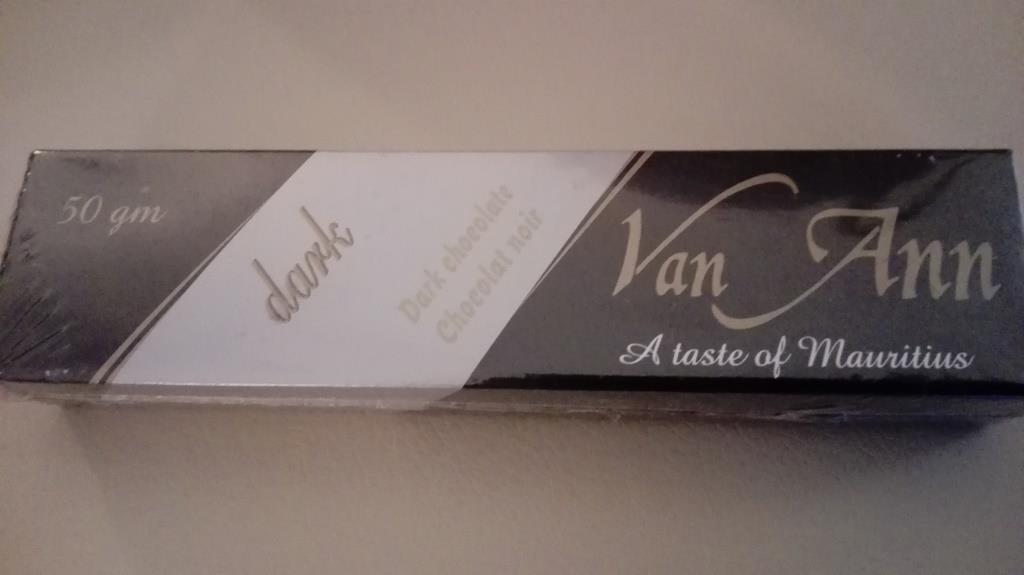 50 gm
dark
Dark chocolate
Chocolat noir
Van Ann
A taste of Mauritius